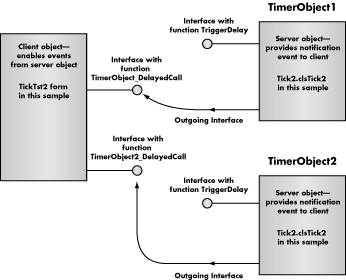 TimerObject1
Client object—
enables events
from server object
TickTst2 form
in this sample
Interface with
function
TimerObject_DelayedCall
Interface with
function TriggerDelay
Server object—
provides notification
event to client
Tick2.clsTick2
in this sample
Outgoing Interface
Interface with
function
TimerObject2_DelayedCall
TimerObject2
Interface with
function TriggerDelay
Server object—
provides notification
event to client
Tick2.clsTick2
in this sample
Outgoing Interface